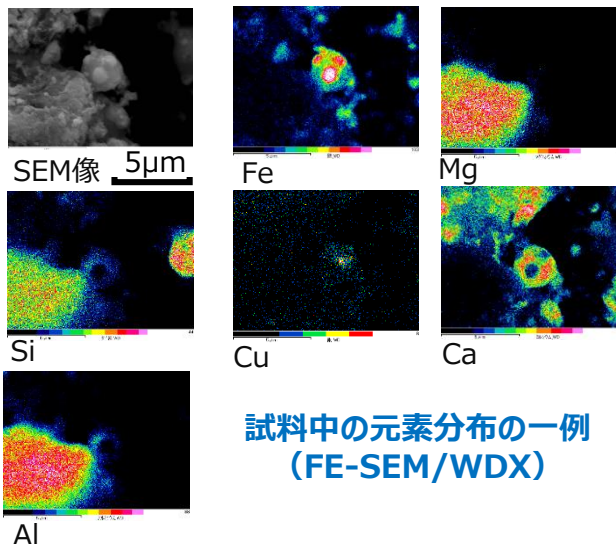 SEM像
5μm
Fe
Mg
Si
Cu
Ca
Al
試料中の元素分布の一例
（FE-SEM/WDX）